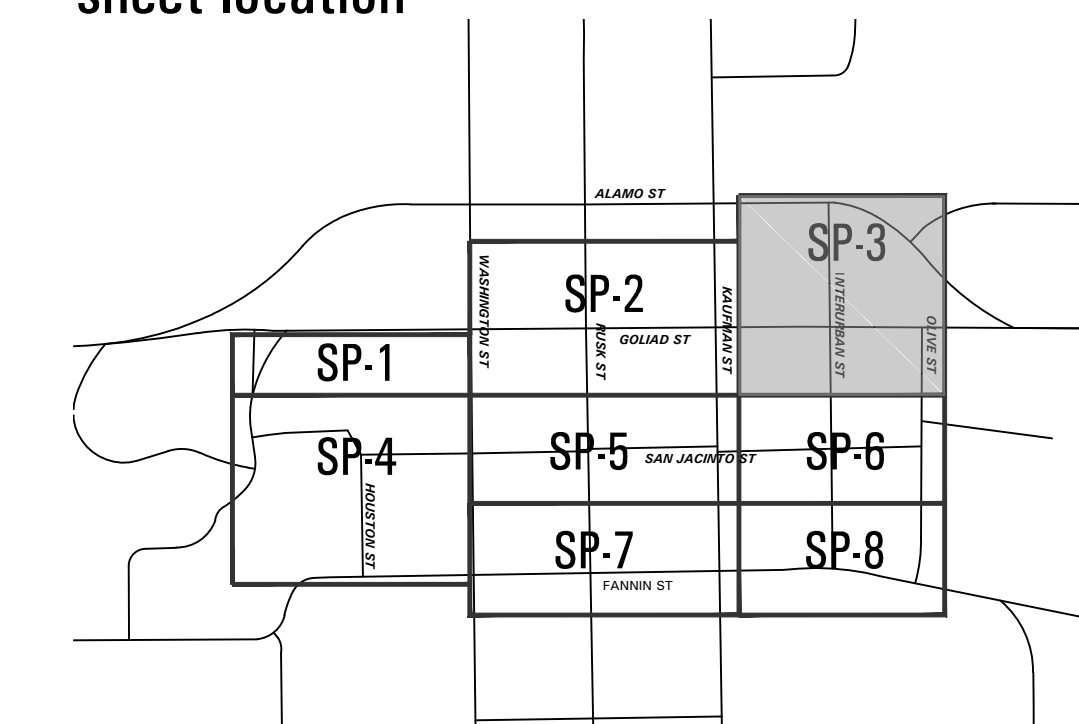 sheet location
ALAMO ST
SP-3
SP-2
WASHINGTON ST
KAUFMAN ST
INTERURBAN ST
OLIVE ST
RUSK ST
GOLIAD ST
SP-1
SP-4
SP-5
SAN JACINTO ST
SP-6
HOUSTON ST
SP-7
SP-8
FANNIN ST